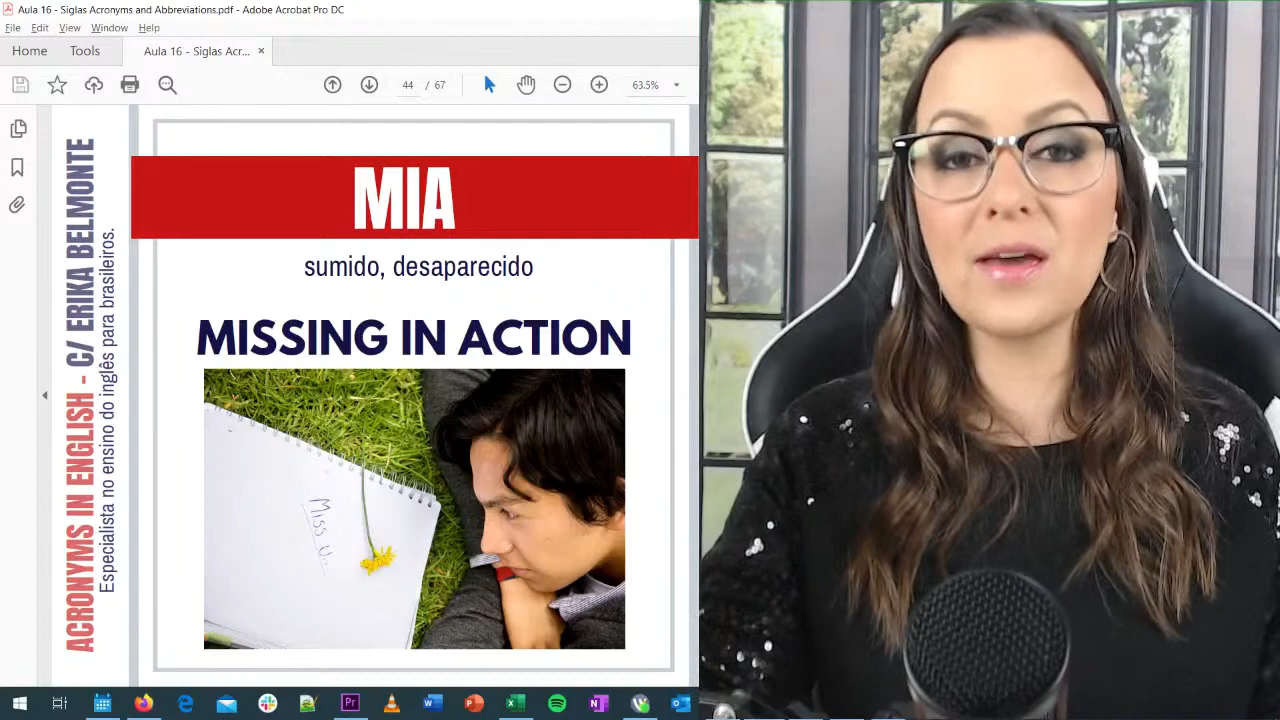 Aula 16 - Siglas Acronyms and Abbreviations.pdf - Adobe Acrobat Pro DC
File Edit View Window Help
Home Tools Aula 16 - Siglas Acr... ×
44 / 67 63.5%
ACRONYMS IN ENGLISH - C/ ERIKA BELMONTE
Especialista no ensino do inglês para brasileiros.
MIA
sumido, desaparecido
MISSING IN ACTION
Miss U...